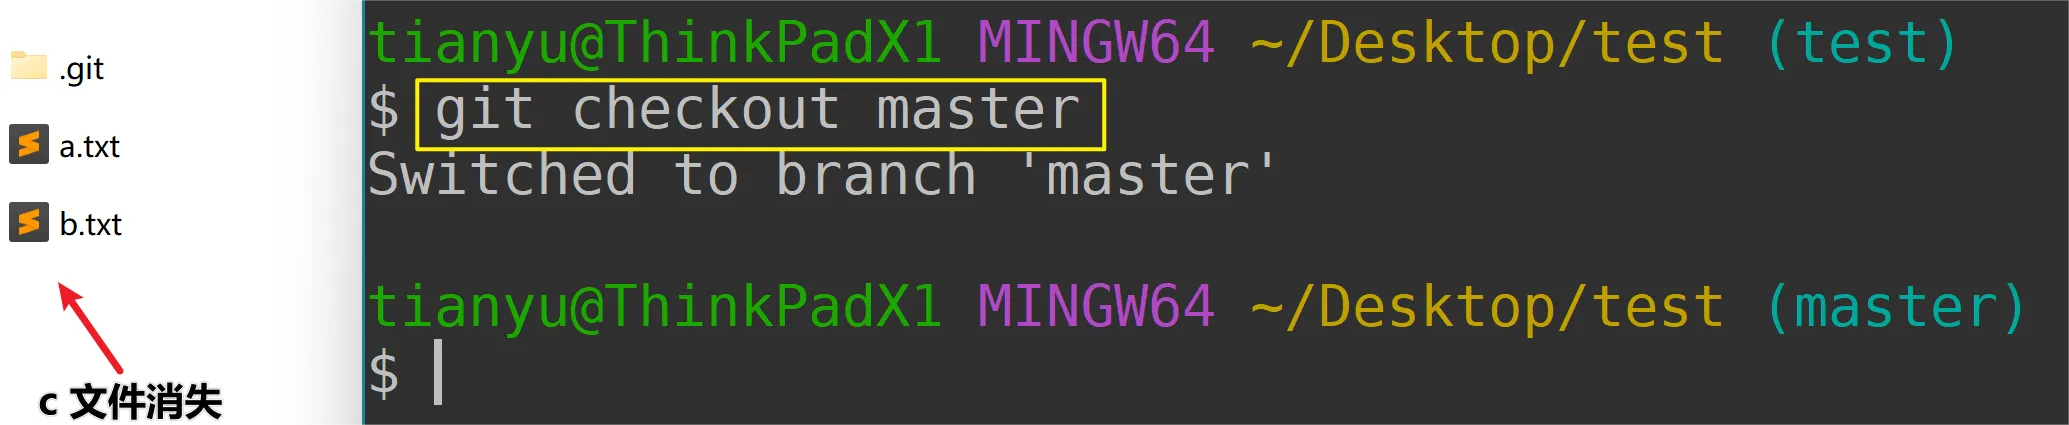 .git
a.txt
b.txt
c 文件消失
tianyu@ThinkPadX1 MINGW64 ~/Desktop/test (test)
$ git checkout master
Switched to branch 'master'
tianyu@ThinkPadX1 MINGW64 ~/Desktop/test (master)
$